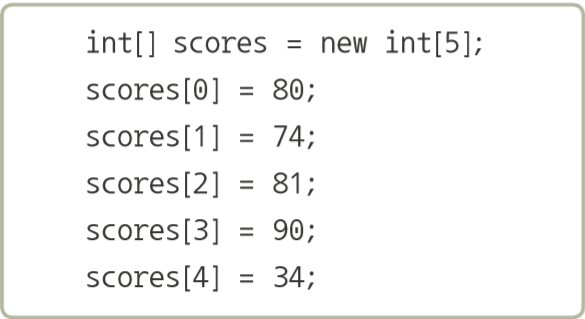 int[] scores = new int[5];
scores[0] = 80;
scores[1] = 74;
scores[2] = 81;
scores[3] = 90;
scores[4] = 34;